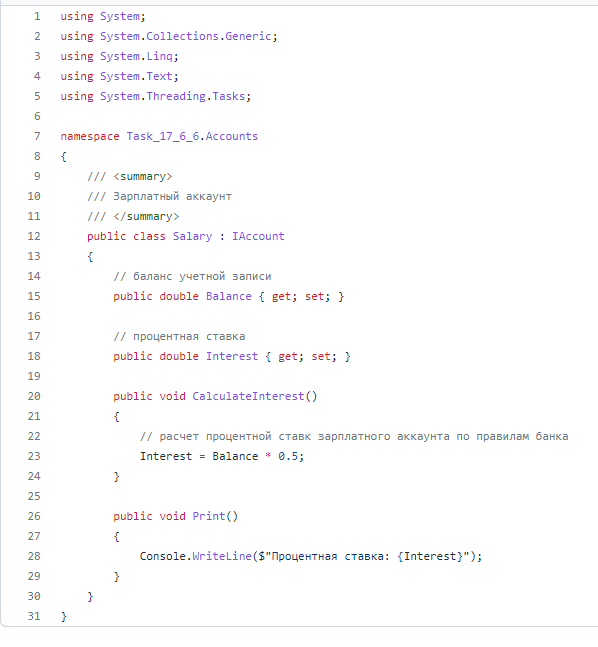 1 using System;
2 using System.Collections.Generic;
3 using System.Linq;
4 using System.Text;
5 using System.Threading.Tasks;
6
7 namespace Task_17_6_6.Accounts
8 {
9     /// <summary>
10     /// Зарплатный аккаунт
11     /// </summary>
12     public class Salary : IAccount
13     {
14         // баланс учетной записи
15         public double Balance { get; set; }
16
17         // процентная ставка
18         public double Interest { get; set; }
19
20         public void CalculateInterest()
21         {
22             // расчет процентной ставк зарплатного аккаунта по правилам банка
23             Interest = Balance * 0.5;
24         }
25
26         public void Print()
27         {
28             Console.WriteLine($"Процентная ставка: {Interest}");
29         }
30     }
31 }